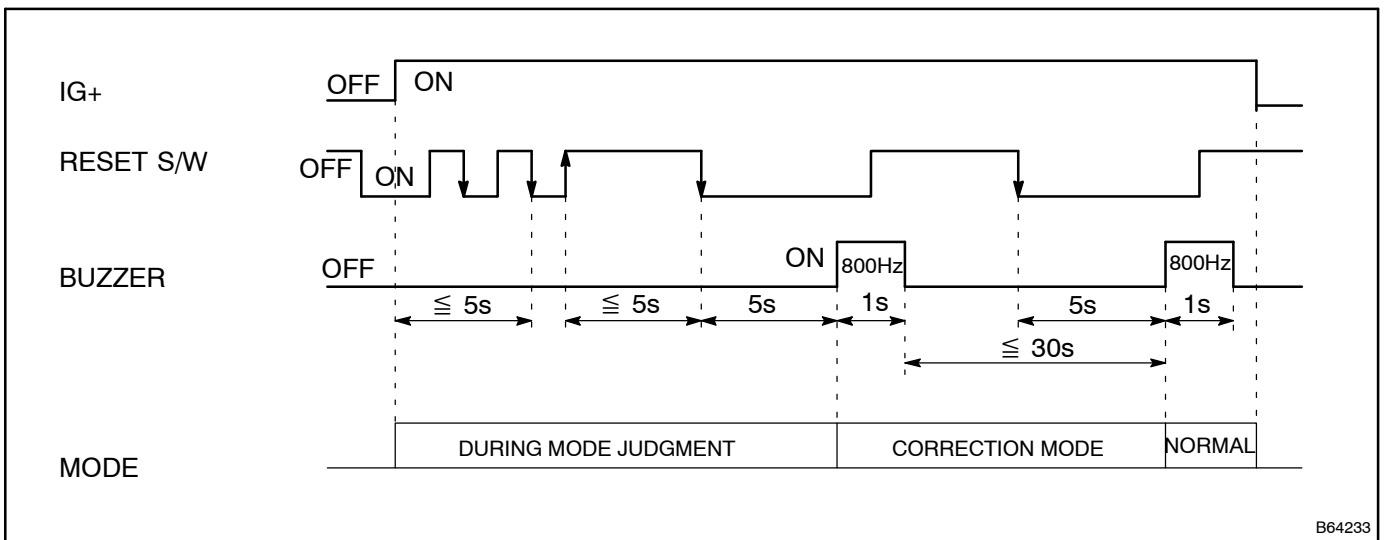 IG+
OFF
ON
RESET S/W
OFF
ON
BUZZER
OFF
ON
800Hz
800Hz
≦ 5s
≦ 5s
5s
1s
5s
1s
≦ 30s
MODE
DURING MODE JUDGMENT
CORRECTION MODE
NORMAL
B64233